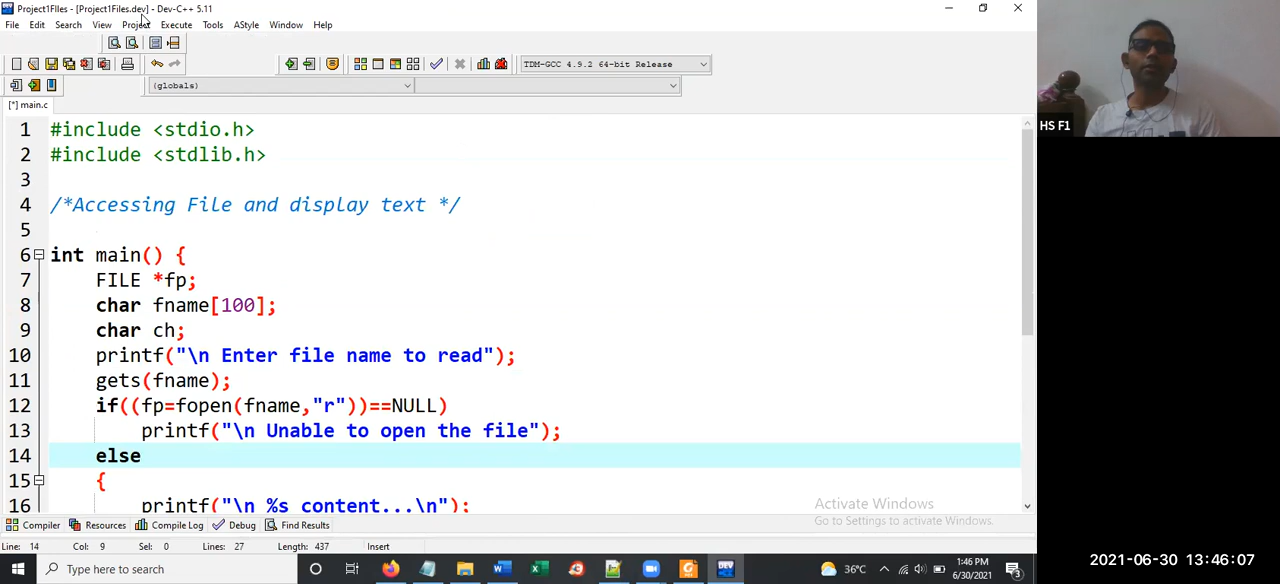 Project1FIles - [Project1Files.dev] - Dev-C++ 5.11
File Edit Search View Project Execute Tools AStyle Window Help
TDM-GCC 4.9.2 64-bit Release
(globals)
[*] main.c
1 #include <stdio.h>
2 #include <stdlib.h>
3
4 /*Accessing File and display text */
5
6 int main() {
7 FILE *fp;
8 char fname[100];
9 char ch;
10 printf("\n Enter file name to read");
11 gets(fname);
12 if((fp=fopen(fname,"r"))==NULL)
13 printf("\n Unable to open the file");
14 else
15 {
16 printf("\n %s content...\n");
Activate Windows
Go to Settings to activate Windows.
Compiler Resources Compile Log Debug Find Results
Line: 14 Col: 9 Sel: 0 Lines: 27 Length: 437 Insert
Type here to search
36°C
1:46 PM
6/30/2021
3
HS F1
2021-06-30 13:46:07